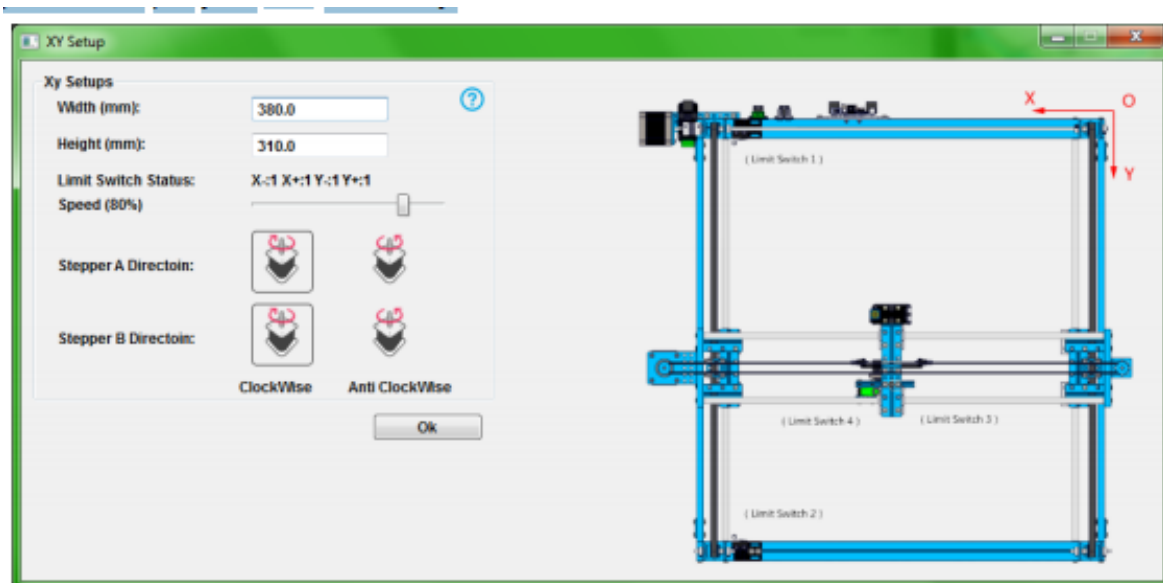 XY Setup
Xy Setups
Width (mm): 380.0
?
Height (mm): 310.0
Limit Switch Status: X-:1 X+:1 Y-:1 Y+:1
Speed (80%)
Stepper A Directoin:
Stepper B Directoin:
ClockWise Anti ClockWise
Ok
X O
Y
( Limit Switch 1 )
( Limit Switch 4 ) ( Limit Switch 3 )
( Limit Switch 2 )